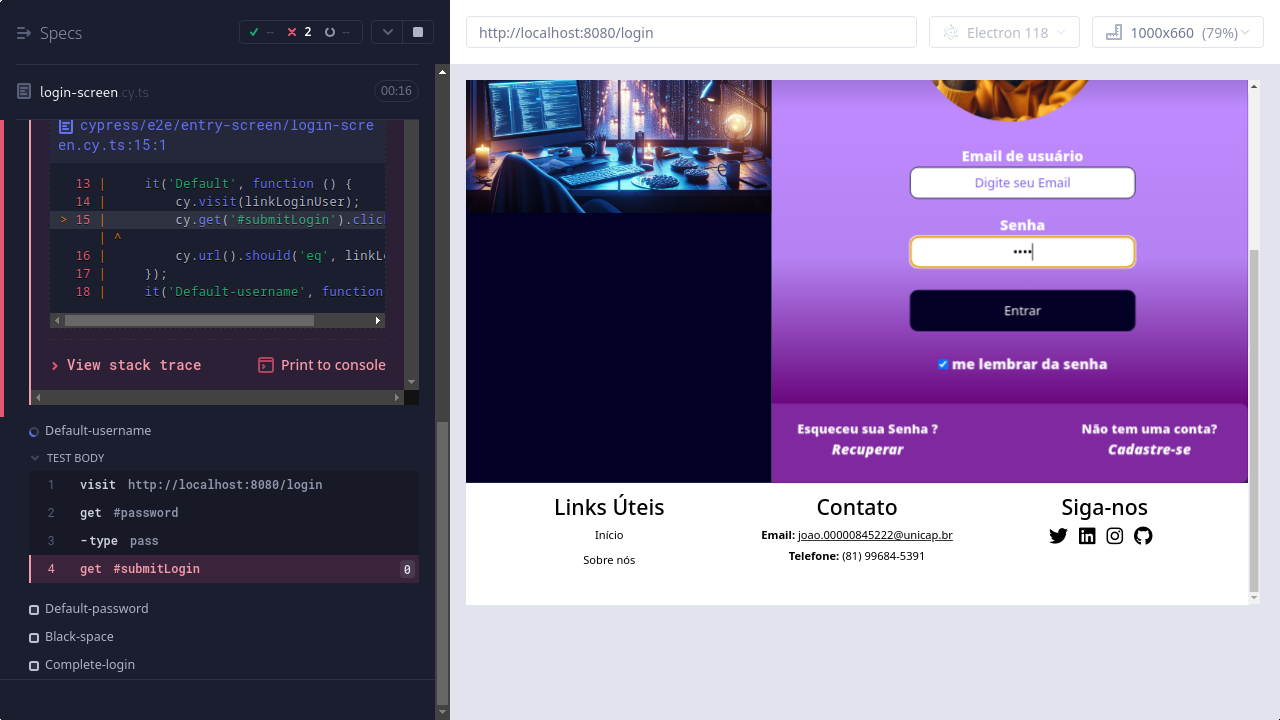 Specs
--
2
--
login-screen.cy.ts
00:16
cypress/e2e/entry-screen/login-scre
en.cy.ts:15:1
13 | it('Default', function () {
14 | cy.visit(linkLoginUser);
> 15 | cy.get('#submitLogin').clic
| ^
16 | cy.url().should('eq', linkL
17 | });
18 | it('Default-username', function
View stack trace
Print to console
Default-username
TEST BODY
1 visit http://localhost:8080/login
2 get #password
3 -type pass
4 get #submitLogin 0
Default-password
Black-space
Complete-login
http://localhost:8080/login
Electron 118
1000x660 (79%)
Email de usuário
Digite seu Email
Senha
••••
Entrar
me lembrar da senha
Esqueceu sua Senha ?
Recuperar
Não tem uma conta?
Cadastre-se
Links Úteis
Início
Sobre nós
Contato
Email: joao.00000845222@unicap.br
Telefone: (81) 99684-5391
Siga-nos